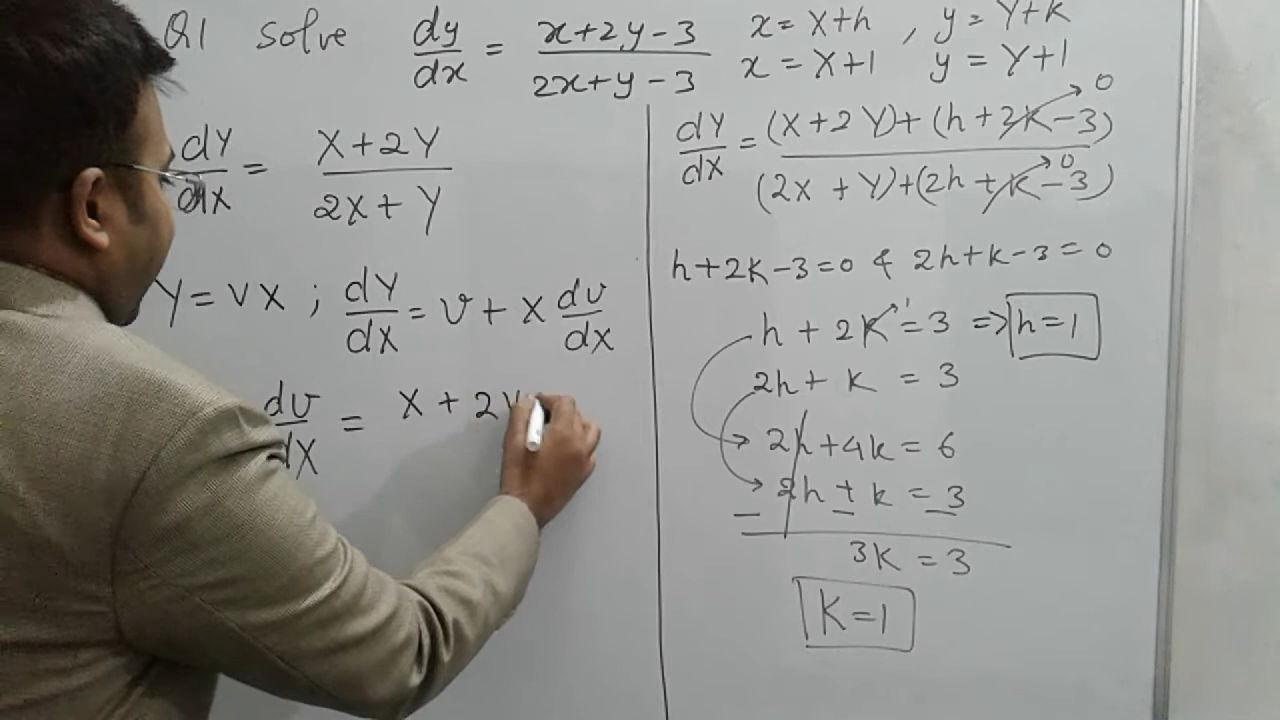 Q1 solve dy/dx = x+2y-3 / 2x+y-3
x = X+h , y = Y+k
x = X+1 y = Y+1
dY/dX = X+2Y / 2X+Y
Y = vX ; dY/dX = v + X dv/dX
dv/dX = X + 2v
dY/dX = (X+2Y)+(h+2K-3) / (2X+Y)+(2h+K-3)
0
0
h+2K-3=0 & 2h+k-3=0
h + 2K = 3 => h=1
1
2h + K = 3
2h+4k = 6
2h ± k = 3
— —
3K = 3
K=1